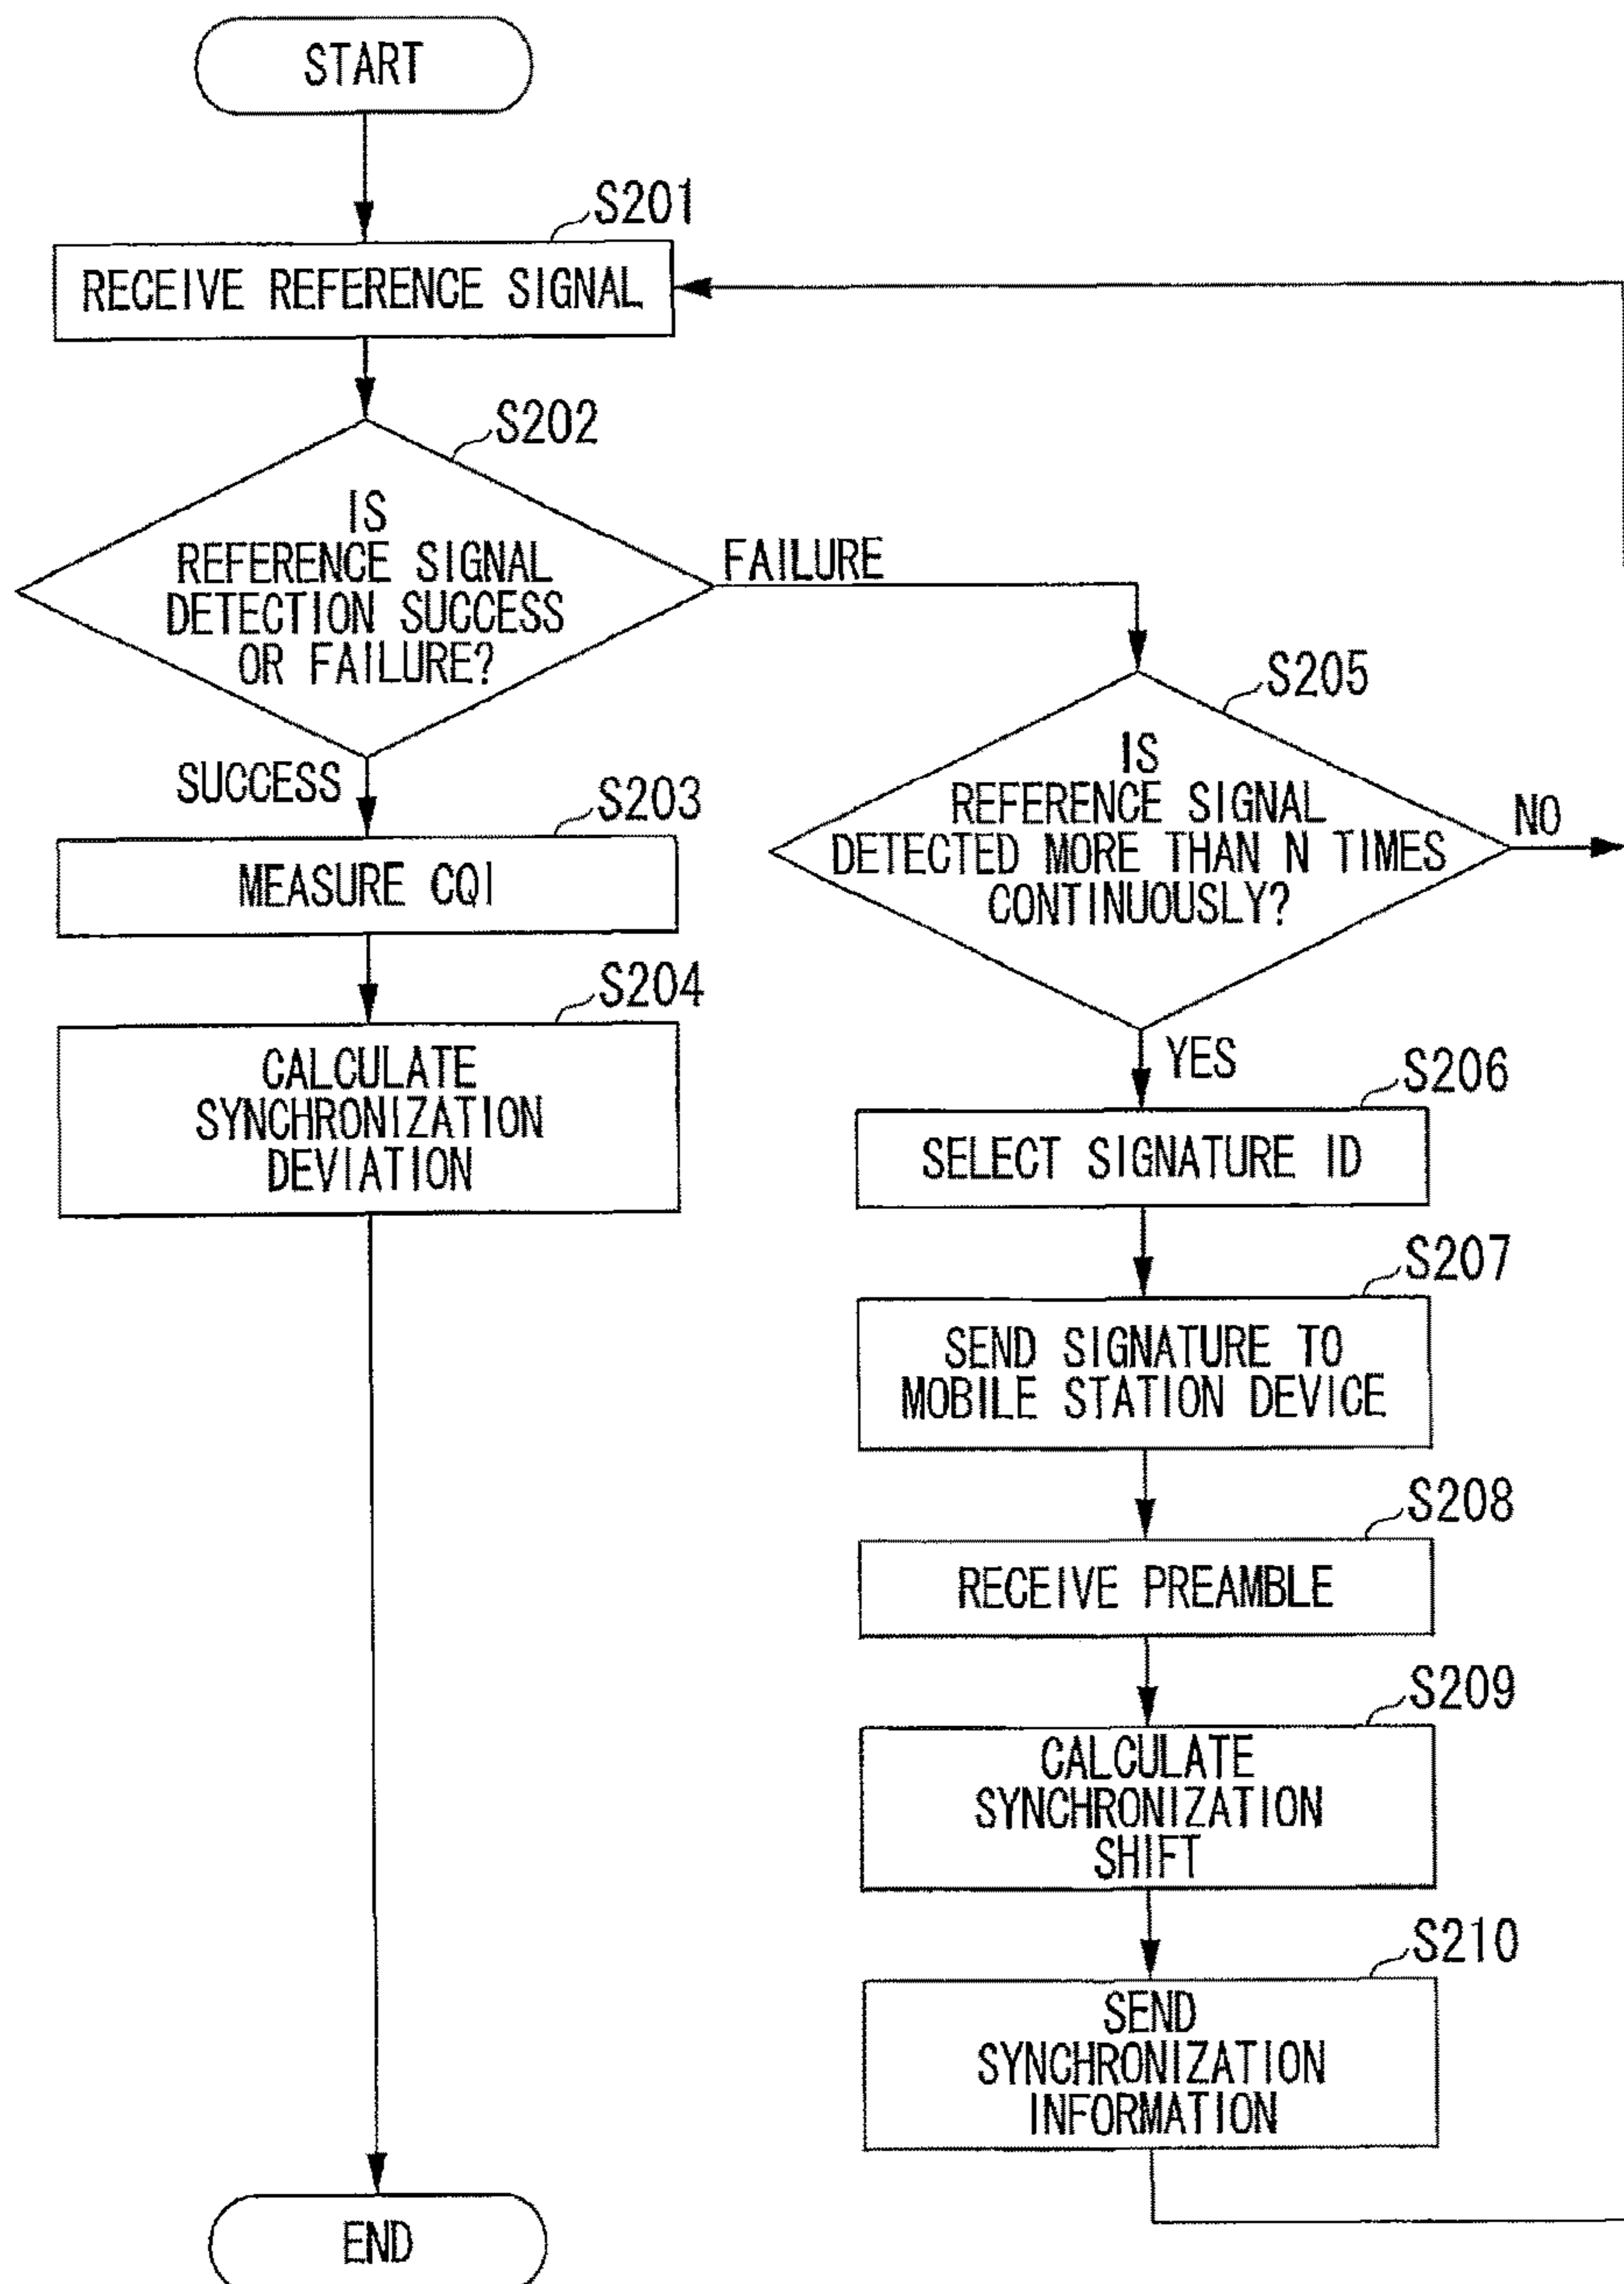 START
S201
RECEIVE REFERENCE SIGNAL
S202
IS
REFERENCE SIGNAL
DETECTION SUCCESS
OR FAILURE?
FAILURE
SUCCESS
S203
MEASURE CQI
S204
CALCULATE
SYNCHRONIZATION
DEVIATION
END
S205
IS
REFERENCE SIGNAL
DETECTED MORE THAN N TIMES
CONTINUOUSLY?
NO
YES
S206
SELECT SIGNATURE ID
S207
SEND SIGNATURE TO
MOBILE STATION DEVICE
S208
RECEIVE PREAMBLE
S209
CALCULATE
SYNCHRONIZATION
SHIFT
S210
SEND
SYNCHRONIZATION
INFORMATION